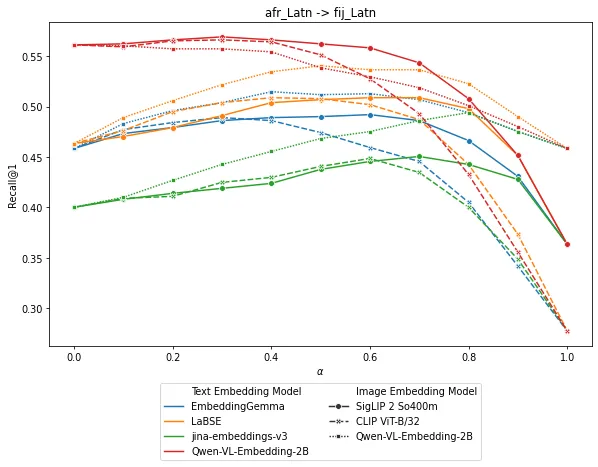 afr_Latn -> fij_Latn
Recall@1
0.55
0.50
0.45
0.40
0.35
0.30
0.0 0.2 0.4 0.6 0.8 1.0
α
Text Embedding Model Image Embedding Model
EmbeddingGemma SigLIP 2 So400m
LaBSE CLIP ViT-B/32
jina-embeddings-v3 Qwen-VL-Embedding-2B
Qwen-VL-Embedding-2B